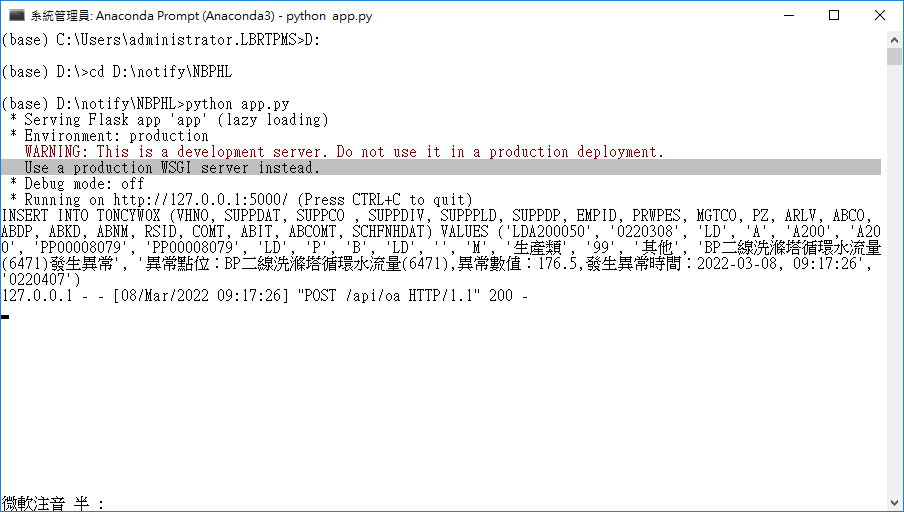 系統管理員: Anaconda Prompt (Anaconda3) - python  app.py
(base) C:\Users\administrator.LBRTPMS>D:
(base) D:\>cd D:\notify\NBPHL
(base) D:\notify\NBPHL>python app.py
 * Serving Flask app 'app' (lazy loading)
 * Environment: production
   WARNING: This is a development server. Do not use it in a production deployment.
   Use a production WSGI server instead.
 * Debug mode: off
 * Running on http://127.0.0.1:5000/ (Press CTRL+C to quit)
INSERT INTO TONCYWOX (VHNO, SUPPDAT, SUPPCO , SUPPDIV, SUPPPLD, SUPPDP, EMPID, PRWPES, MGTCO, PZ, ARLV, ABCO,
ABDP, ABKD, ABNM, RSID, COMT, ABIT, ABCOMT, SCHFNHDAT) VALUES ('LDA200050', '0220308', 'LD', 'A', 'A200', 'A20
0', 'PP00008079', 'PP00008079', 'LD', 'P', 'B', 'LD', '', 'M', '生產類', '99', '其他', 'BP二線洗滌塔循環水流量
(6471)發生異常', '異常點位：BP二線洗滌塔循環水流量(6471),異常數值：176.5,發生異常時間：2022-03-08, 09:17:26',
'0220407')
127.0.0.1 - - [08/Mar/2022 09:17:26] "POST /api/oa HTTP/1.1" 200 -
微軟注音 半 :